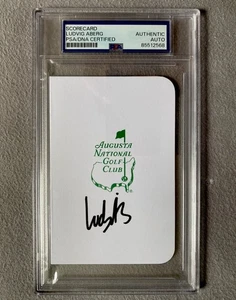 SCORECARD
LUDVIG ABERG
PSA/DNA CERTIFIED
AUTHENTIC
AUTO
85512568
AUGUSTA
NATIONAL
GOLF
CLUB